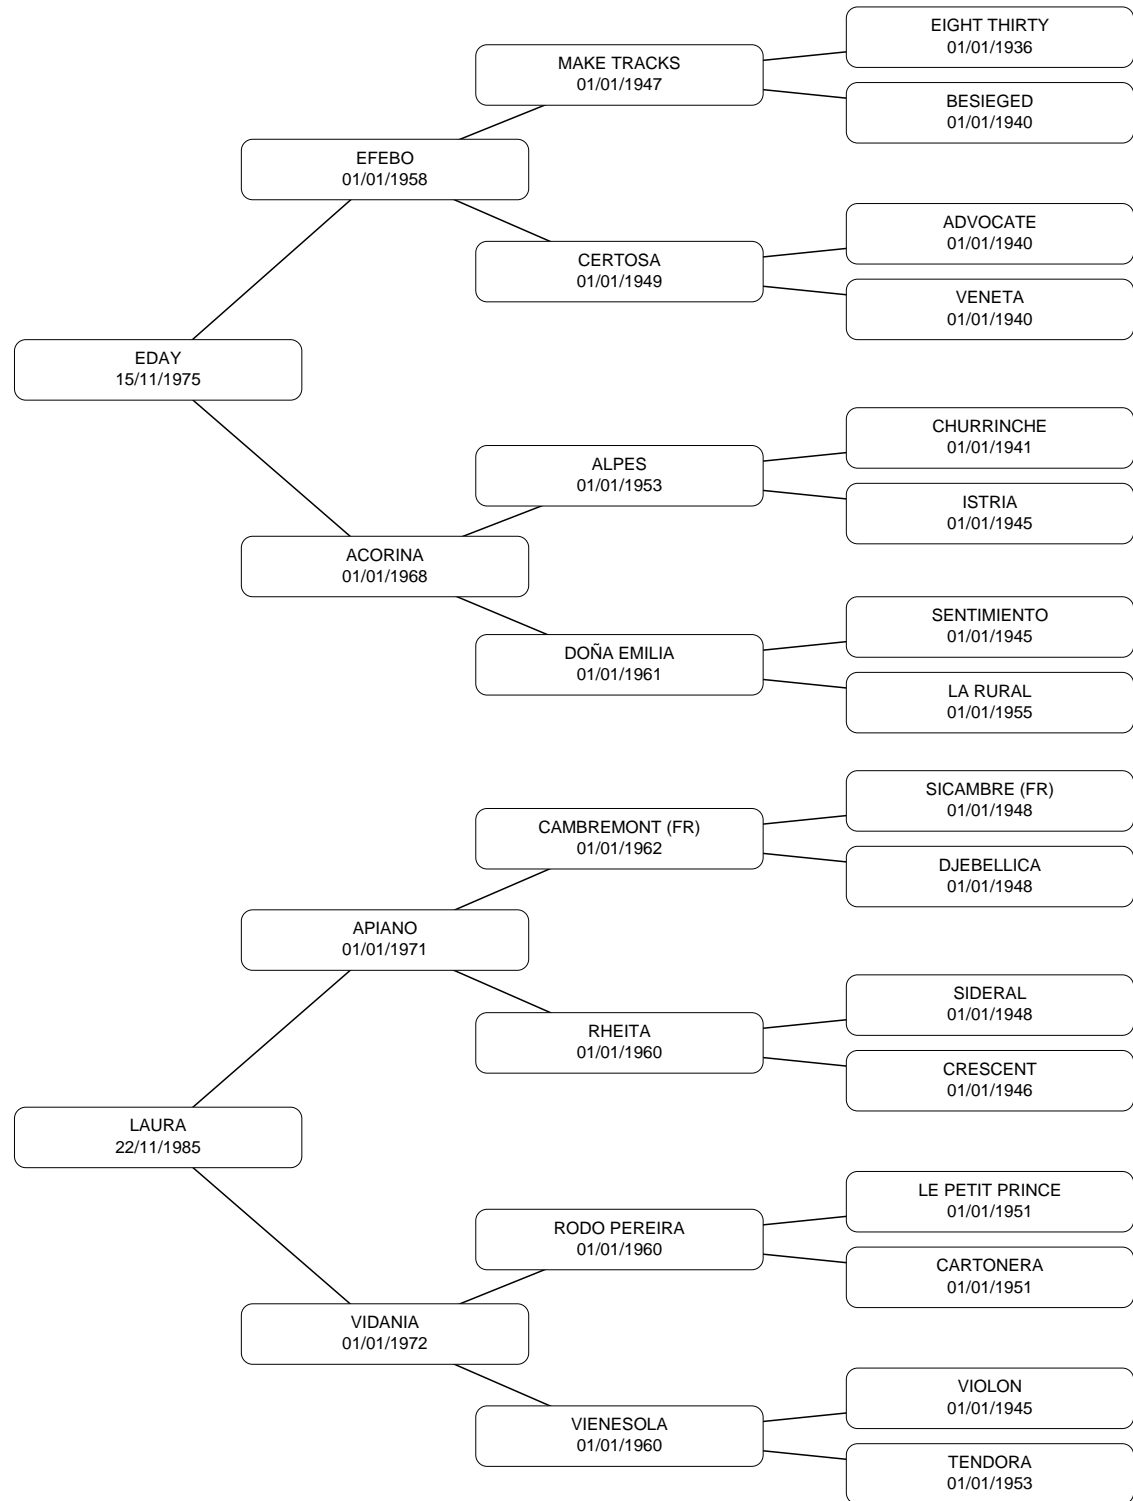 EIGHT THIRTY
01/01/1936
MAKE TRACKS
01/01/1947
BESIEGED
01/01/1940
EFEBO
01/01/1958
ADVOCATE
01/01/1940
CERTOSA
01/01/1949
VENETA
01/01/1940
EDAY
15/11/1975
CHURRINCHE
01/01/1941
ALPES
01/01/1953
ISTRIA
01/01/1945
ACORINA
01/01/1968
SENTIMIENTO
01/01/1945
DOÑA EMILIA
01/01/1961
LA RURAL
01/01/1955
SICAMBRE (FR)
01/01/1948
CAMBREMONT (FR)
01/01/1962
DJEBELLICA
01/01/1948
APIANO
01/01/1971
SIDERAL
01/01/1948
RHEITA
01/01/1960
CRESCENT
01/01/1946
LAURA
22/11/1985
LE PETIT PRINCE
01/01/1951
RODO PEREIRA
01/01/1960
CARTONERA
01/01/1951
VIDANIA
01/01/1972
VIOLON
01/01/1945
VIENESOLA
01/01/1960
TENDORA
01/01/1953